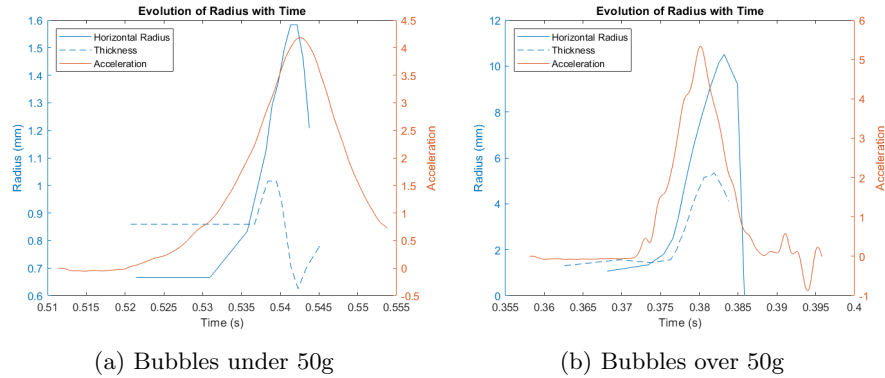 Evolution of Radius with Time
Horizontal Radius
Thickness
Acceleration
Radius (mm)
1.6
1.5
1.4
1.3
1.2
1.1
1
0.9
0.8
0.7
0.6
4.5
4
3.5
3
2.5
2
1.5
1
0.5
0
-0.5
Acceleration
0.51 0.515 0.52 0.525 0.53 0.535 0.54 0.545 0.55 0.555
Time (s)
(a) Bubbles under 50g
Evolution of Radius with Time
Horizontal Radius
Thickness
Acceleration
Radius (mm)
12
10
8
6
4
2
0
6
5
4
3
2
1
0
-1
Acceleration
0.355 0.36 0.365 0.37 0.375 0.38 0.385 0.39 0.395 0.4
Time (s)
(b) Bubbles over 50g